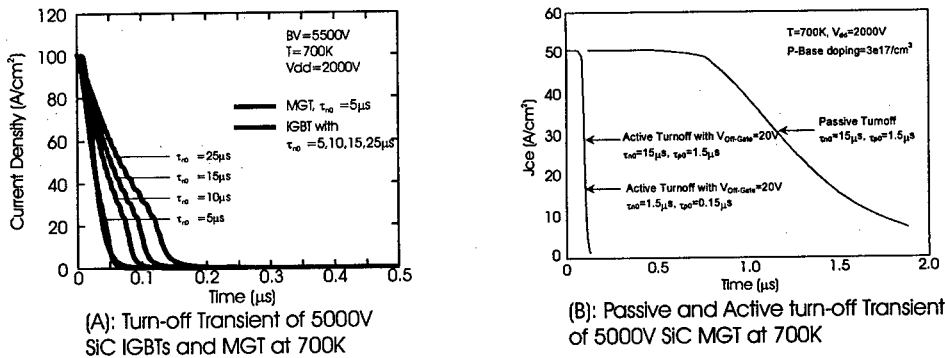 BV=5500V
T=700K
Vdd=2000V
MGT, τn0 =5μs
IGBT with
τn0 =5,10,15,25μs
τn0 =25μs
τn0 =15μs
τn0 =10μs
τn0 =5μs
Current Density (A/cm²)
120
100
80
60
40
20
0
0
0.1
0.2
0.3
0.4
0.5
Time (μs)
(A): Turn-off Transient of 5000V
SiC IGBTs and MGT at 700K
T=700K, Vdd=2000V
P-Base doping=3e17/cm³
Passive Turnoff
τn0=15μs, τp0=1.5μs
Active Turnoff with VOff-Gate=20V
τn0=15μs, τp0=1.5μs
Active Turnoff with VOff-Gate=20V
τn0=1.5μs, τp0=0.15μs
Jce (A/cm²)
60
50
40
30
20
10
0
0
0.5
1.0
1.5
2.0
Time (μs)
(B): Passive and Active turn-off Transient
of 5000V SiC MGT at 700K